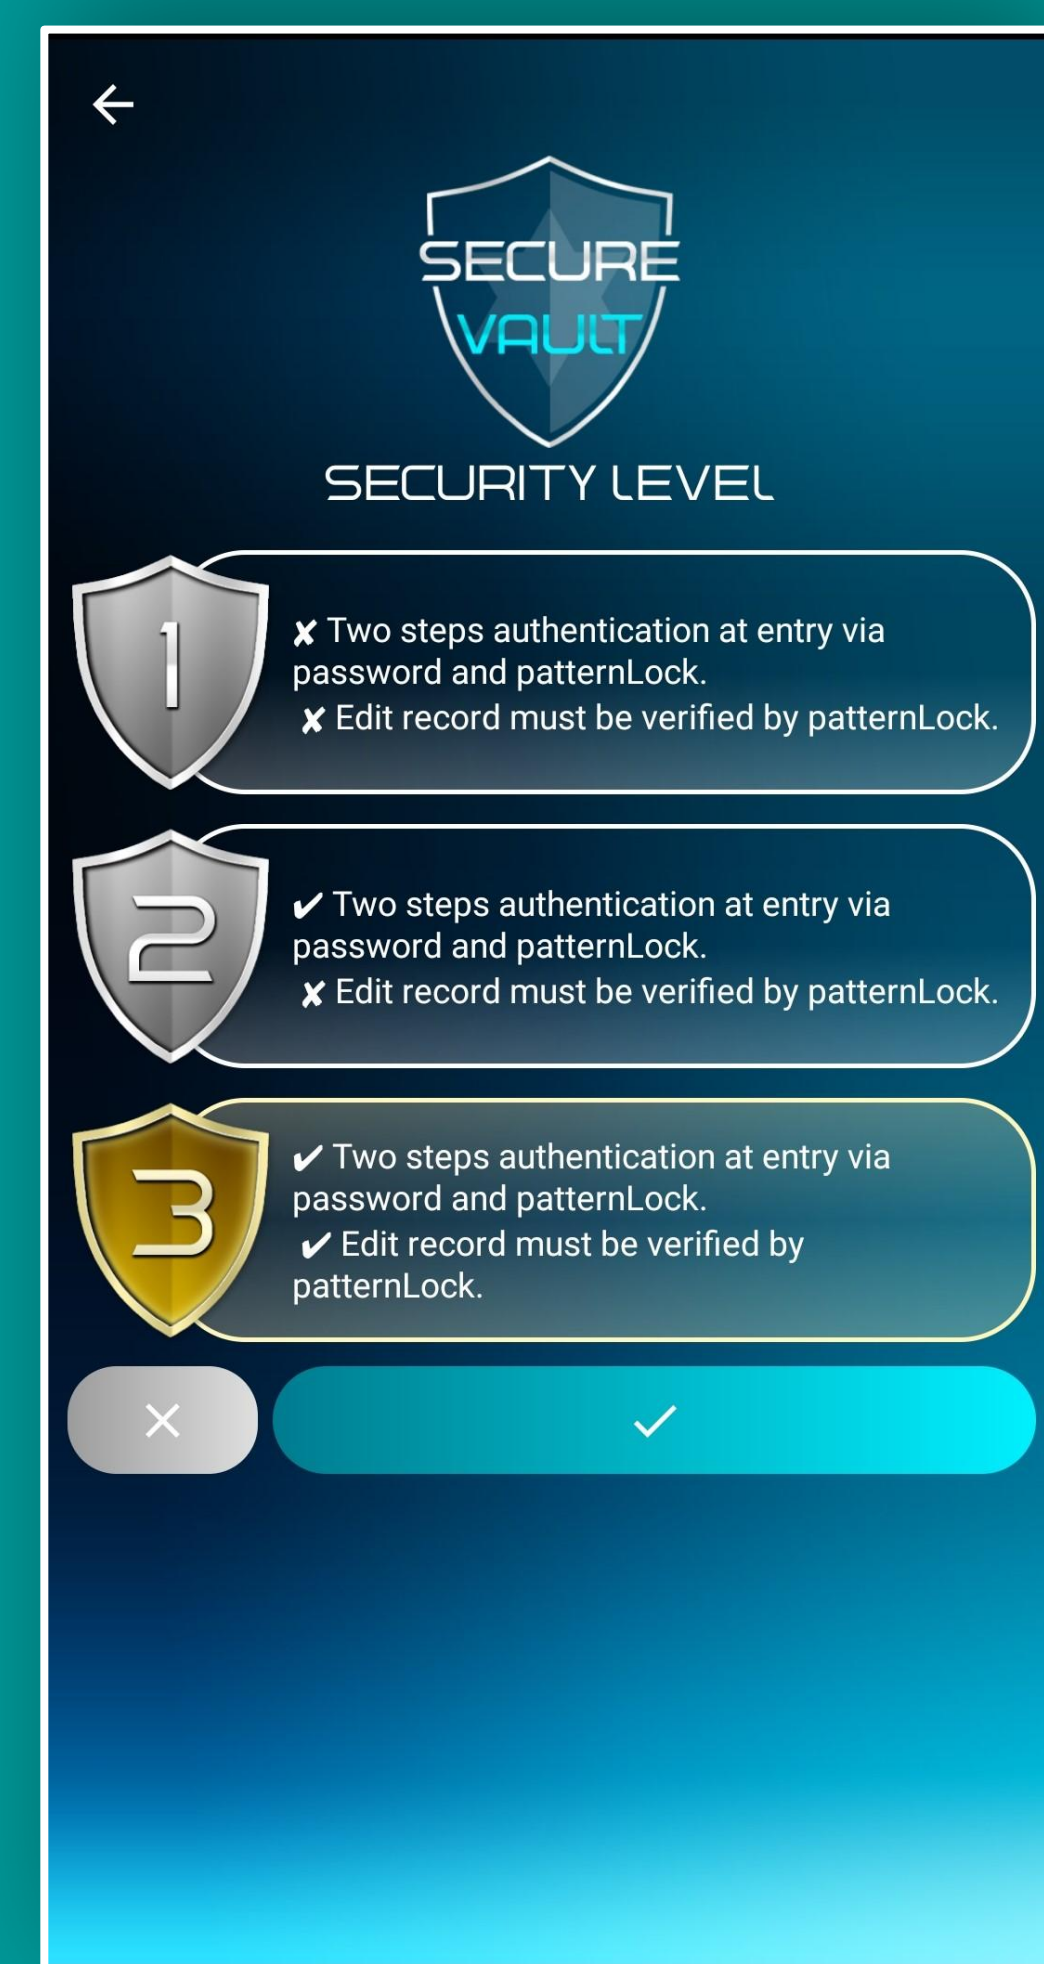 SECURE
VAULT
SECURITY LEVEL
1
✘ Two steps authentication at entry via
password and patternLock.
✘ Edit record must be verified by patternLock.
2
✔ Two steps authentication at entry via
password and patternLock.
✘ Edit record must be verified by patternLock.
3
✔ Two steps authentication at entry via
password and patternLock.
✔ Edit record must be verified by
patternLock.